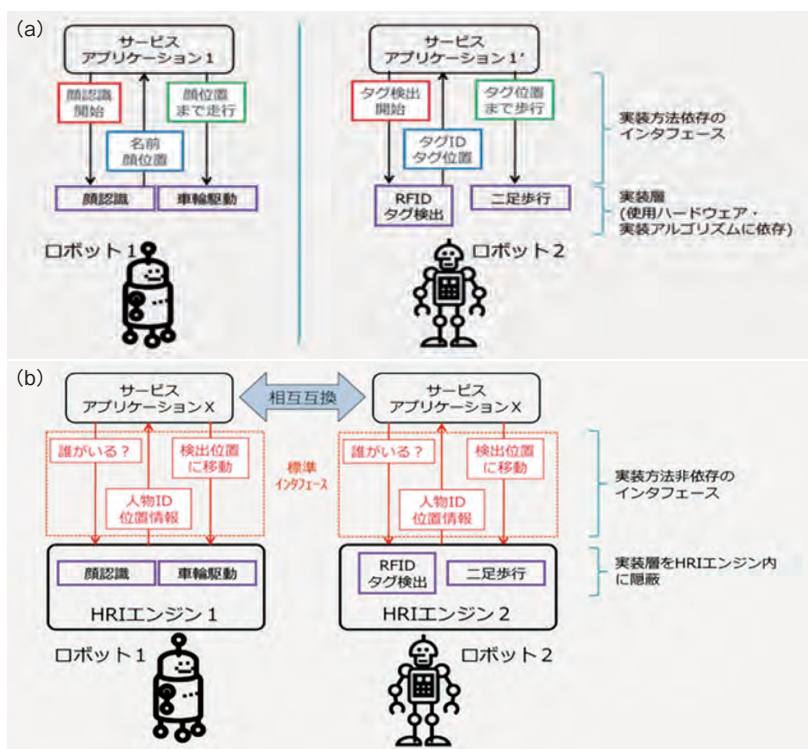 (a)
サービス
アプリケーション1
顔認識
開始
顔位置
まで走行
名前
顔位置
顔認識
車輪駆動
ロボット1
サービス
アプリケーション1'
タグ検出
開始
タグ位置
まで歩行
タグID
タグ位置
RFID
タグ検出
二足歩行
ロボット2
実装方法依存の
インタフェース
実装層
(使用ハードウェア・
実装アルゴリズムに依存)
(b)
サービス
アプリケーションX
相互互換
サービス
アプリケーションX
誰がいる？
検出位置
に移動
人物ID
位置情報
標準
インタフェース
誰がいる？
検出位置
に移動
人物ID
位置情報
実装方法非依存の
インタフェース
顔認識
車輪駆動
HRIエンジン1
ロボット1
RFID
タグ検出
二足歩行
HRIエンジン2
ロボット2
実装層をHRIエンジン内
に隠蔽